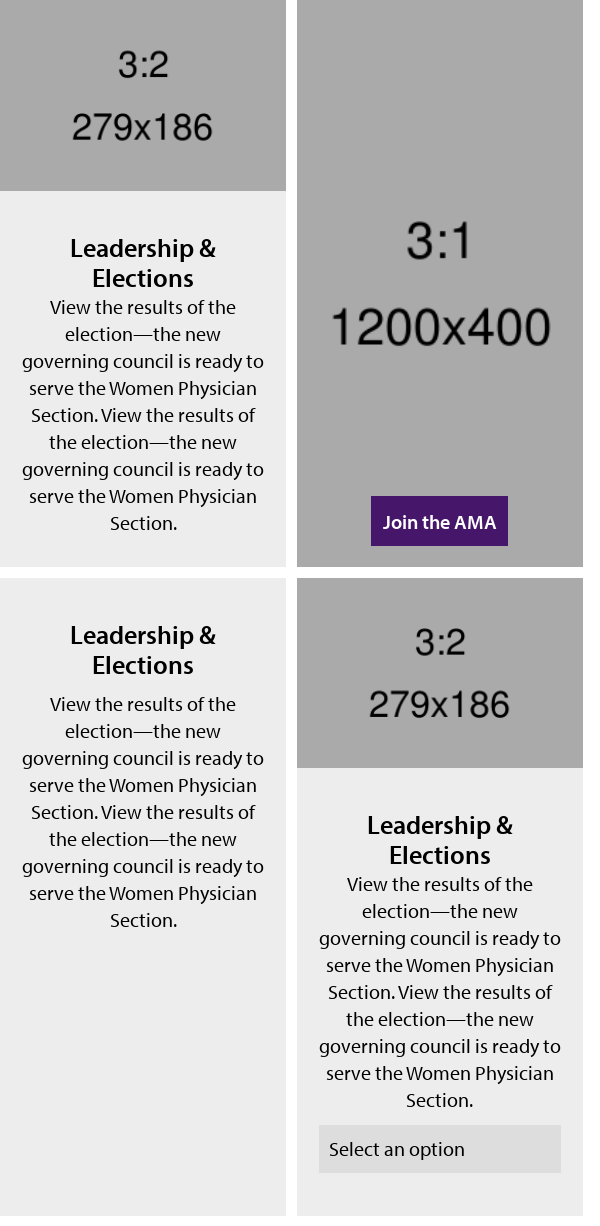 3:2
279x186
Leadership &
Elections
View the results of the
election—the new
governing council is ready to
serve the Women Physician
Section. View the results of
the election—the new
governing council is ready to
serve the Women Physician
Section.
3:1
1200x400
Join the AMA
Leadership &
Elections
View the results of the
election—the new
governing council is ready to
serve the Women Physician
Section. View the results of
the election—the new
governing council is ready to
serve the Women Physician
Section.
3:2
279x186
Leadership &
Elections
View the results of the
election—the new
governing council is ready to
serve the Women Physician
Section. View the results of
the election—the new
governing council is ready to
serve the Women Physician
Section.
Select an option